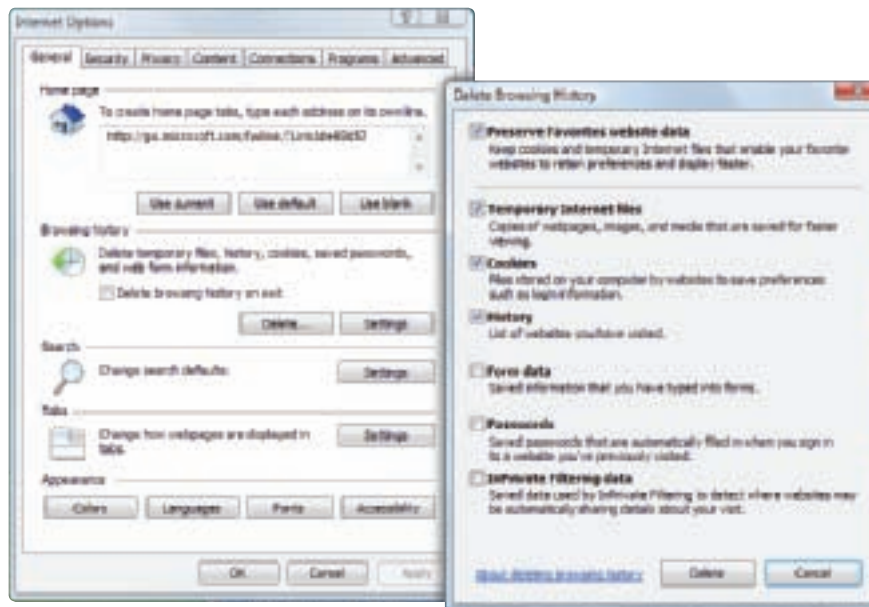 Internet Options
General Security Privacy Content Connections Programs Advanced
Home page
To create home page tabs, type each address on its own line.
Use current Use default Use blank
Browsing history
Delete temporary files, history, cookies, saved passwords,
and web form information.
Delete browsing history on exit
Delete... Settings
Search
Change search defaults. Settings
Tabs
Change how webpages are displayed in
tabs. Settings
Appearance
Colors Languages Fonts Accessibility
OK Cancel Apply
Delete Browsing History
Preserve Favorites website data
Keep cookies and temporary Internet files that enable your favorite
websites to retain preferences and display faster.
Temporary Internet files
Copies of webpages, images, and media that are saved for faster
viewing.
Cookies
Files stored on your computer by websites to save preferences
such as login information.
History
List of websites you have visited.
Form data
Saved information that you have typed into forms.
Passwords
Saved passwords that are automatically filled in when you sign in
to a website you've previously visited.
InPrivate Filtering data
Saved data used by InPrivate Filtering to detect where websites may
be automatically sharing details about your visit.
About deleting browsing history Delete Cancel